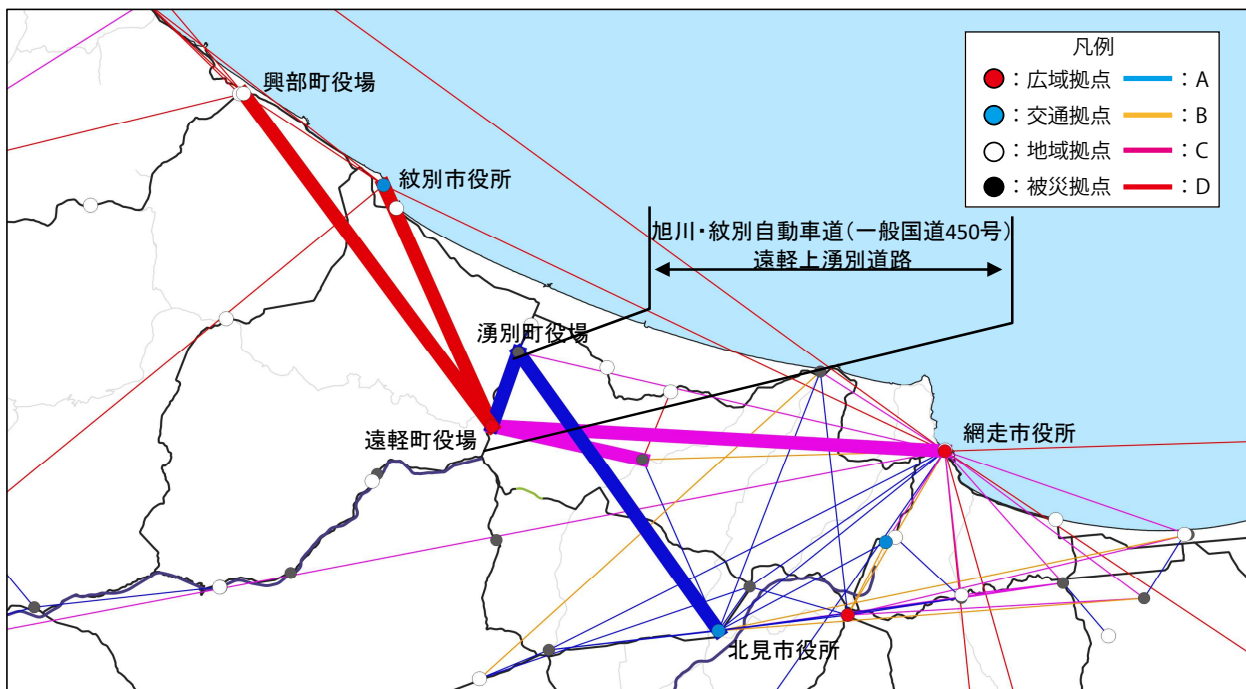 凡例
●：広域拠点 ：A
●：交通拠点 ：B
○：地域拠点 ：C
●：被災拠点 ：D
興部町役場
紋別市役所
旭川・紋別自動車道(一般国道450号)
遠軽上湧別道路
湧別町役場
遠軽町役場
網走市役所
北見市役所